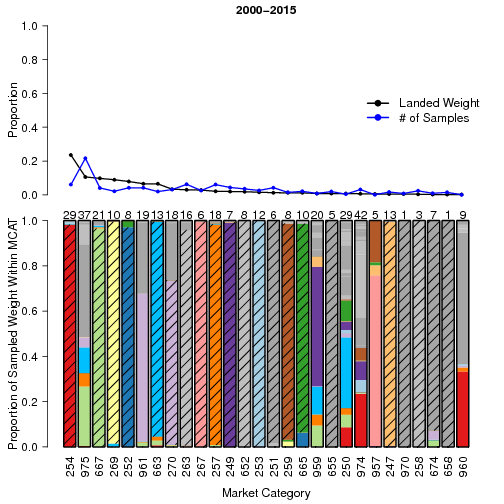 2000−2015
1.0
0.8
0.6
0.4
0.2
0.0
Proportion
Landed Weight
# of Samples
29 37 21 10 8 19 13 18 16 6 18 7 8 12 6 8 10 20 5 29 42 5 13 1 3 7 1 9
1.0
0.8
0.6
0.4
0.2
0.0
Proportion of Sampled Weight Within MCAT
254 975 667 269 252 961 663 270 263 267 257 249 652 253 251 259 665 959 655 250 974 957 247 970 258 674 658 960
Market Category